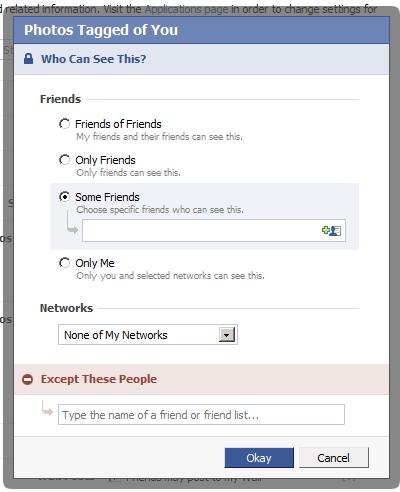 d related information. Visit the Applications page in order to change settings for
Photos Tagged of You
Who Can See This?
Friends
Friends of Friends
My friends and their friends can see this.
Only Friends
Only friends can see this.
Some Friends
Choose specific friends who can see this.
Only Me
Only you and selected networks can see this.
Networks
None of My Networks
Except These People
Type the name of a friend or friend list...
Okay
Cancel
Friends may post to my Wall